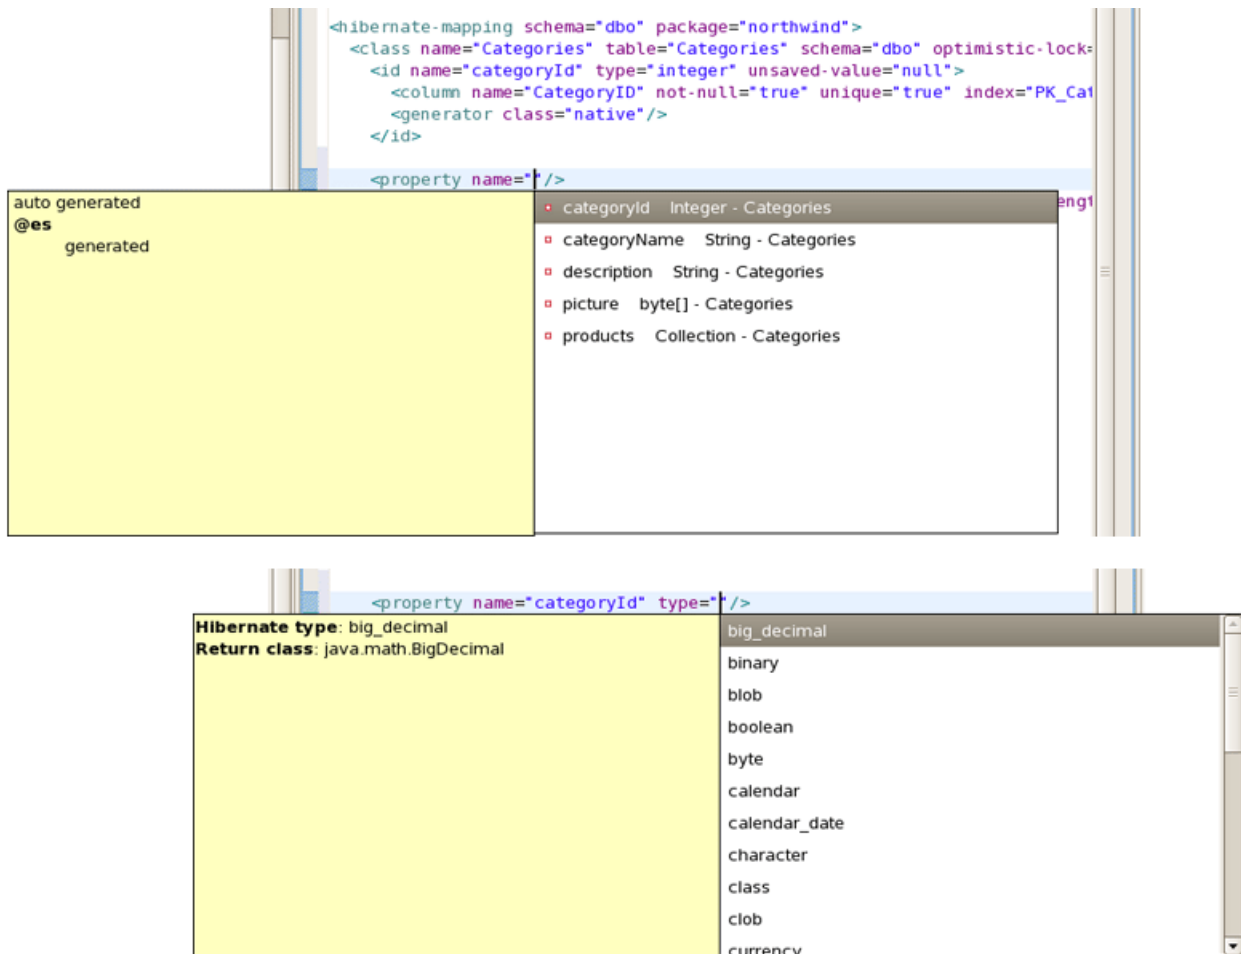 <hibernate-mapping schema="dbo" package="northwind">
<class name="Categories" table="Categories" schema="dbo" optimistic-lock=
<id name="categoryId" type="integer" unsaved-value="null">
<column name="CategoryID" not-null="true" unique="true" index="PK_Cat
<generator class="native"/>
</id>
<property name=""/>
engt
auto generated
@es
generated
categoryId Integer - Categories
categoryName String - Categories
description String - Categories
picture byte[] - Categories
products Collection - Categories
<property name="categoryId" type=""/>
Hibernate type: big_decimal
Return class: java.math.BigDecimal
big_decimal
binary
blob
boolean
byte
calendar
calendar_date
character
class
clob
currency